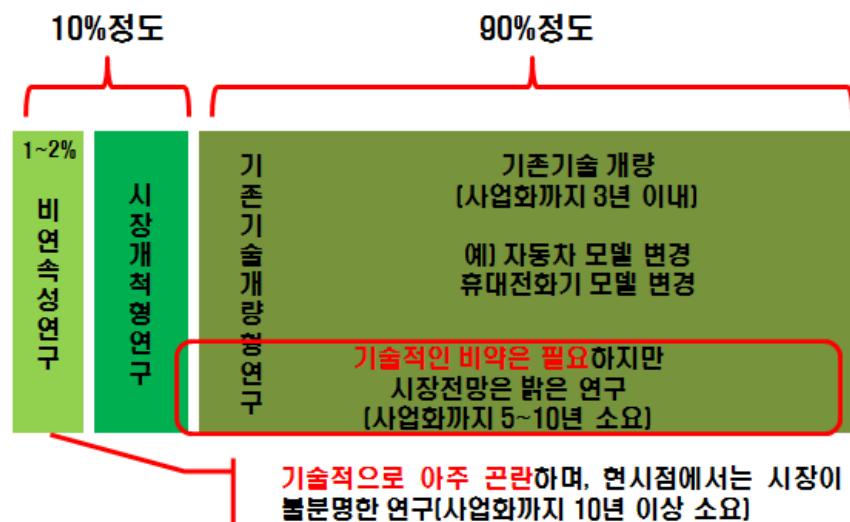 10%정도
90%정도
1~2%
비연속성연구
시장개척형연구
기존기술개량형연구
기존기술 개량
(사업화까지 3년 이내)
예) 자동차 모델 변경
휴대전화기 모델 변경
기술적인 비약은 필요하지만
시장전망은 밝은 연구
(사업화까지 5~10년 소요)
기술적으로 아주 곤란하며, 현시점에서는 시장이
불분명한 연구(사업화까지 10년 이상 소요)